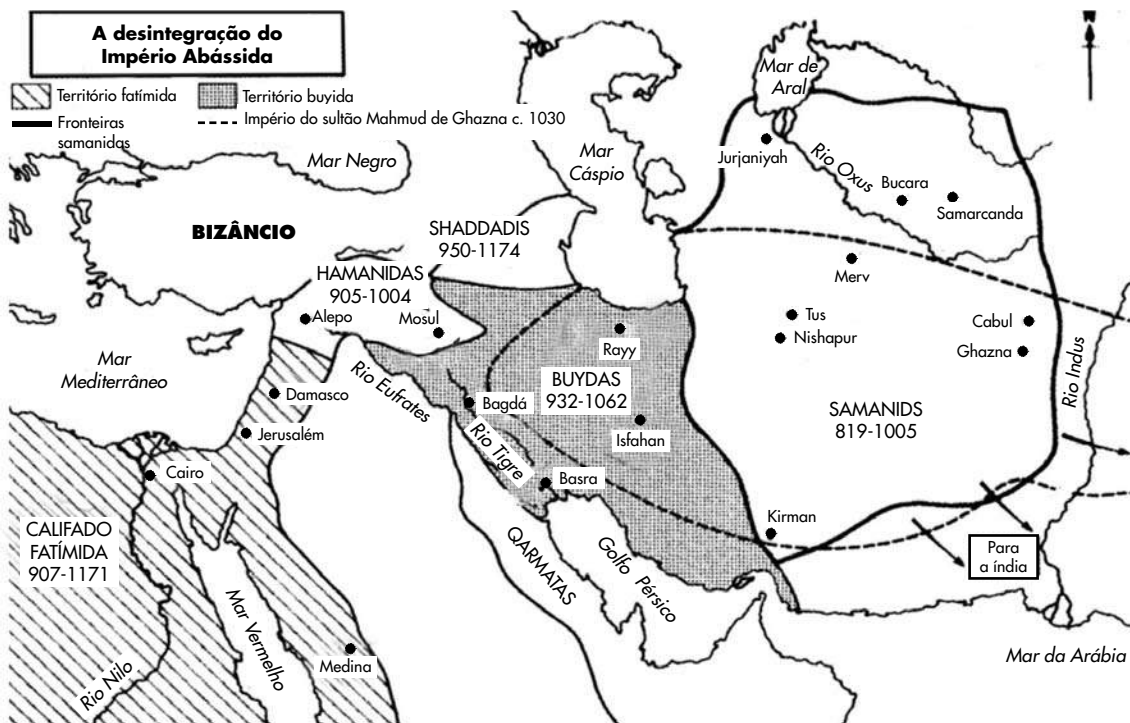 A desintegração do
Império Abássida
Território fatímida
Território buyida
Fronteiras
samanidas
Império do sultão Mahmud de Ghazna c. 1030
N
Mar de
Aral
Mar Negro
Mar
Cáspio
Jurjaniyah
Rio Oxus
Bucara
Samarcanda
BIZÂNCIO
SHADDADIS
950-1174
HAMANIDAS
905-1004
Merv
Alepo
Mosul
Tus
Nishapur
Cabul
Ghazna
Rayy
Mar
Mediterrâneo
Rio Eufrates
BUYDAS
932-1062
Rio Indus
Damasco
Bagdá
Isfahan
SAMANIDS
819-1005
Jerusalém
Rio Tigre
Cairo
Basra
CALIFADO
FATÍMIDA
907-1171
Kirman
QARMATAS
Golfo Pérsico
Para
a índia
Mar Vermelho
Medina
Rio Nilo
Mar da Arábia